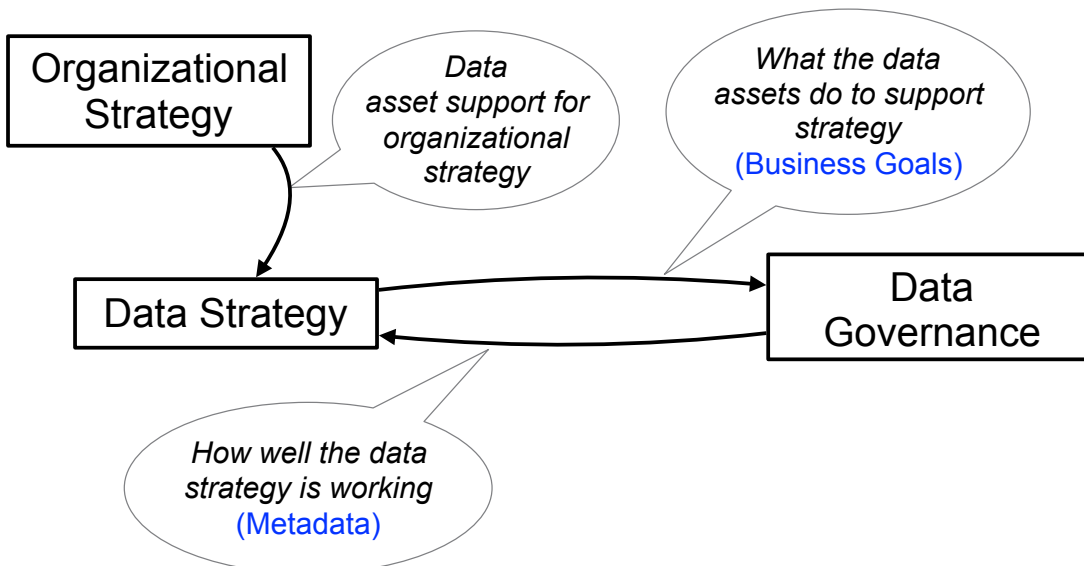 Organizational
Strategy
Data
asset support for
organizational
strategy
What the data
assets do to support
strategy
(Business Goals)
Data Strategy
Data
Governance
How well the data
strategy is working
(Metadata)